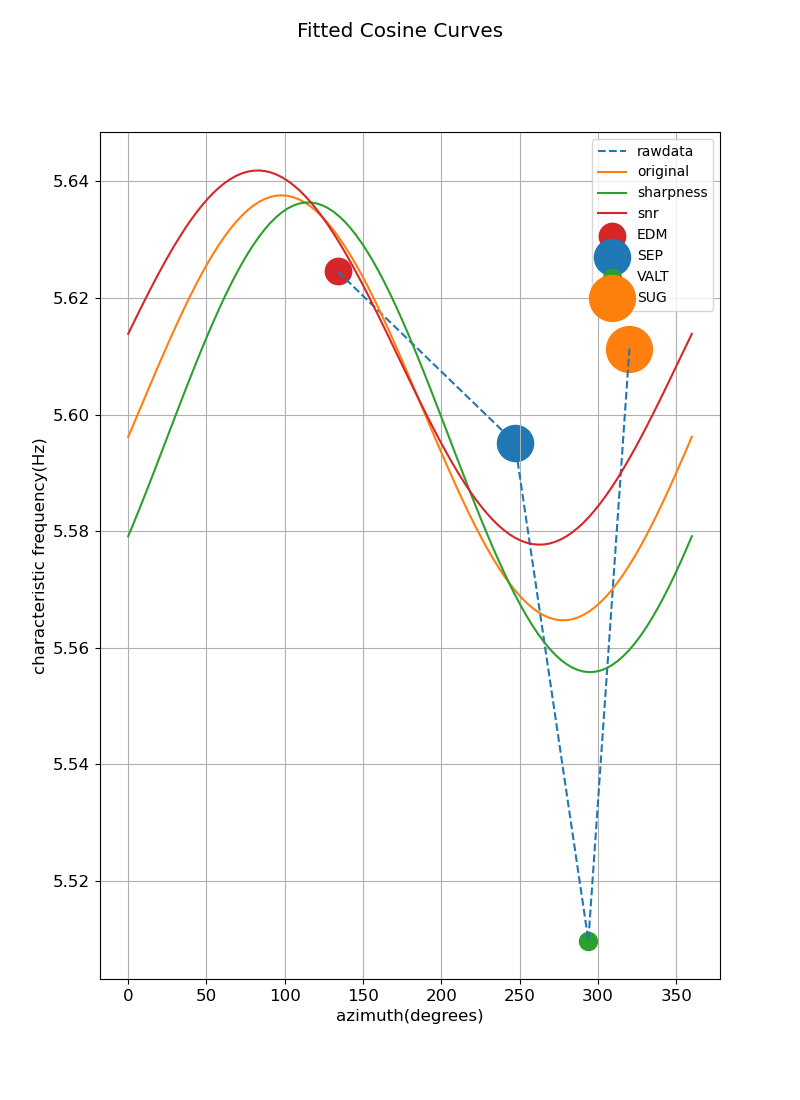 Fitted Cosine Curves
rawdata
original
sharpness
snr
EDM
SEP
VALT
SUG
5.64
5.62
5.60
5.58
5.56
5.54
5.52
characteristic frequency(Hz)
0 50 100 150 200 250 300 350
azimuth(degrees)